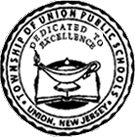 TOWNSHIP OF UNION PUBLIC SCHOOLS
DEDICATED TO
EXCELLENCE
UNION, NEW JERSEY